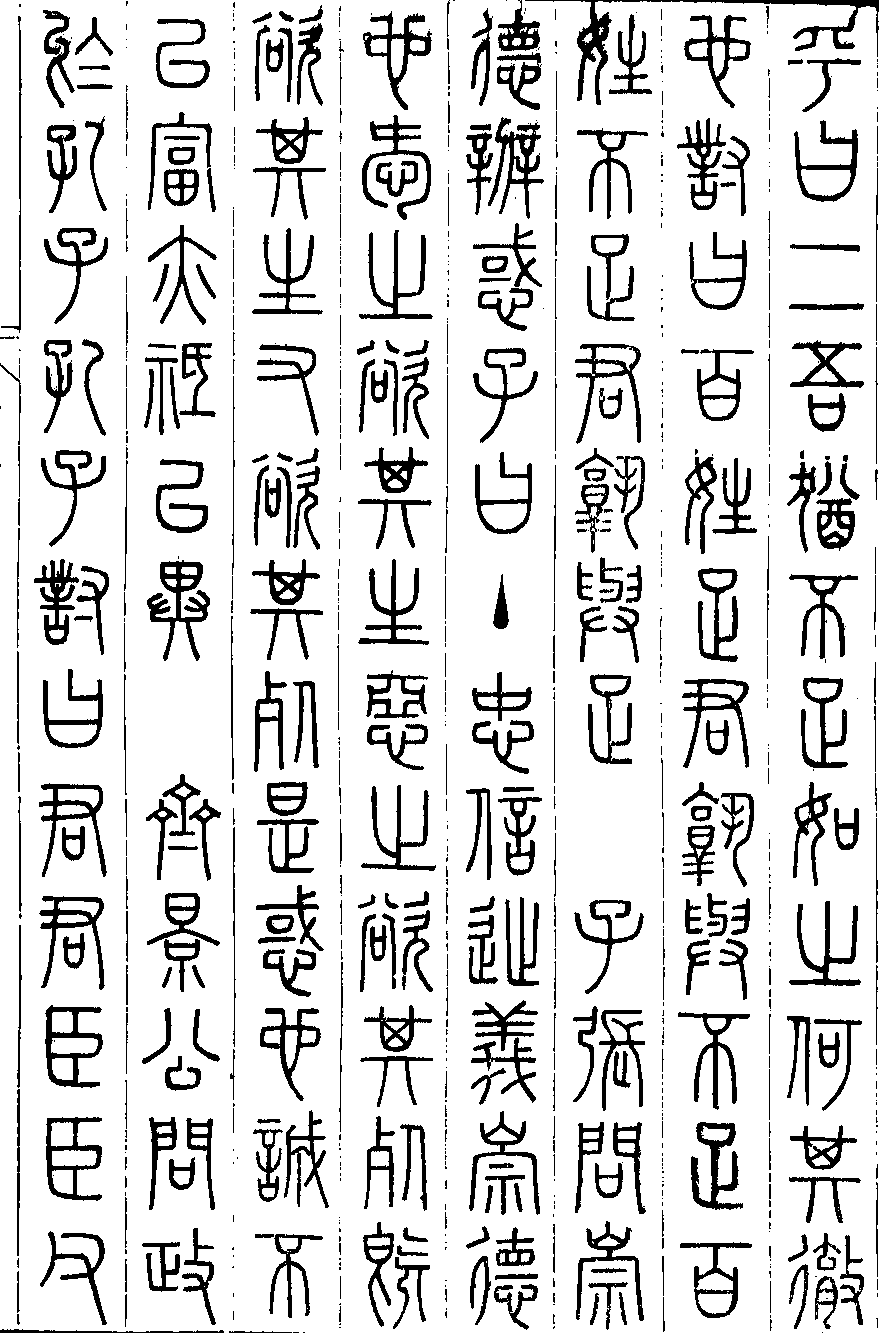 乎曰二吾猶不足如之何其徹
也對曰百姓足君孰與不足百
姓不足君孰與足　子張問崇
德辨惑子曰主忠信徙義崇德
也愛之欲其生惡之欲其死既
欲其生又欲其死是惑也誠不
以富亦祗以異　齊景公問政
於孔子孔子對曰君君臣臣父